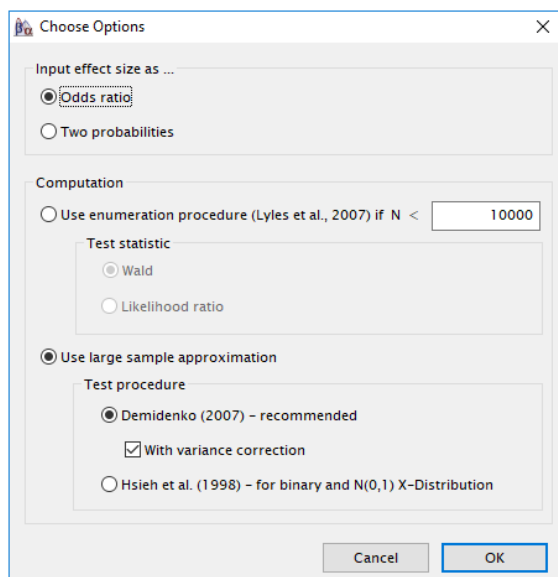 βα Choose Options
Input effect size as ...
Odds ratio
Two probabilities
Computation
Use enumeration procedure (Lyles et al., 2007) if N < 10000
Test statistic
Wald
Likelihood ratio
Use large sample approximation
Test procedure
Demidenko (2007) – recommended
With variance correction
Hsieh et al. (1998) – for binary and N(0,1) X-Distribution
Cancel OK